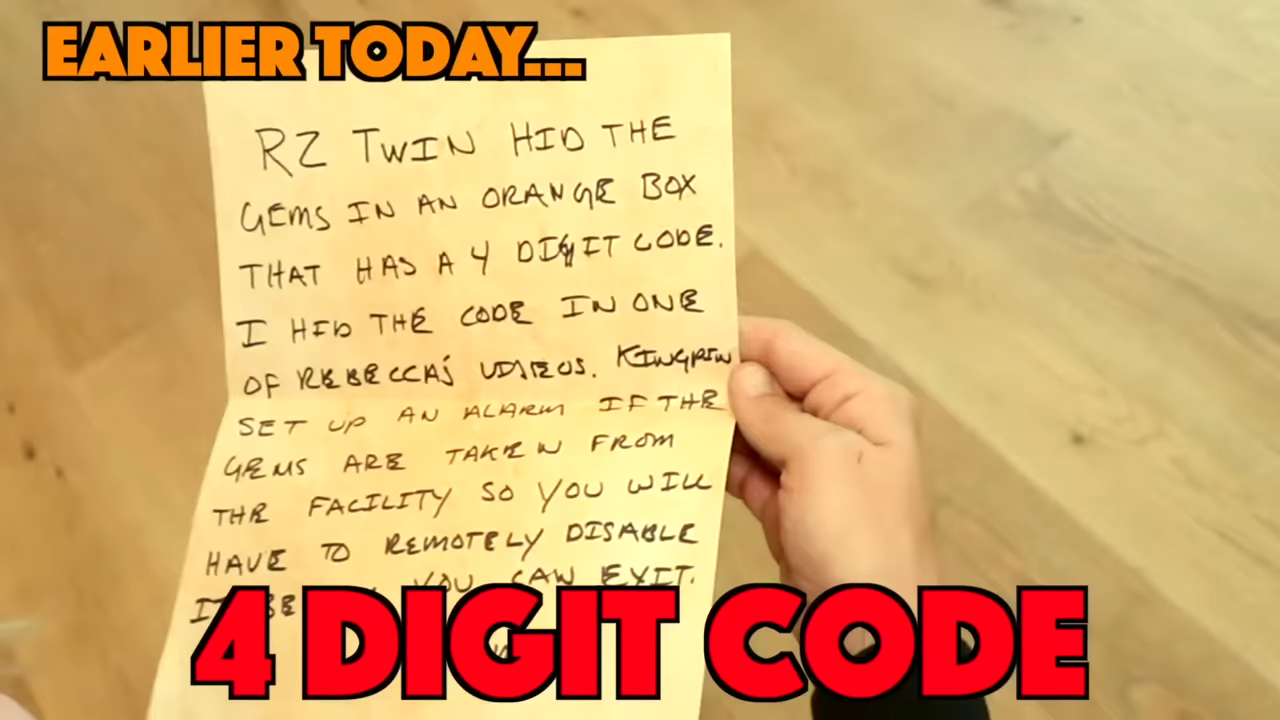 EARLIER TODAY...
RZ TWIN HID THE
GEMS IN AN ORANGE BOX
THAT HAS A 4 DIGIT CODE.
I HID THE CODE IN ONE
OF REBECCA'S VIDEOS. KINGPIN
SET UP AN ALARM IF THE
GEMS ARE TAKEN FROM
THE FACILITY SO YOU WILL
HAVE TO REMOTELY DISABLE
IT YOU CAN EXIT.
4 DIGIT CODE